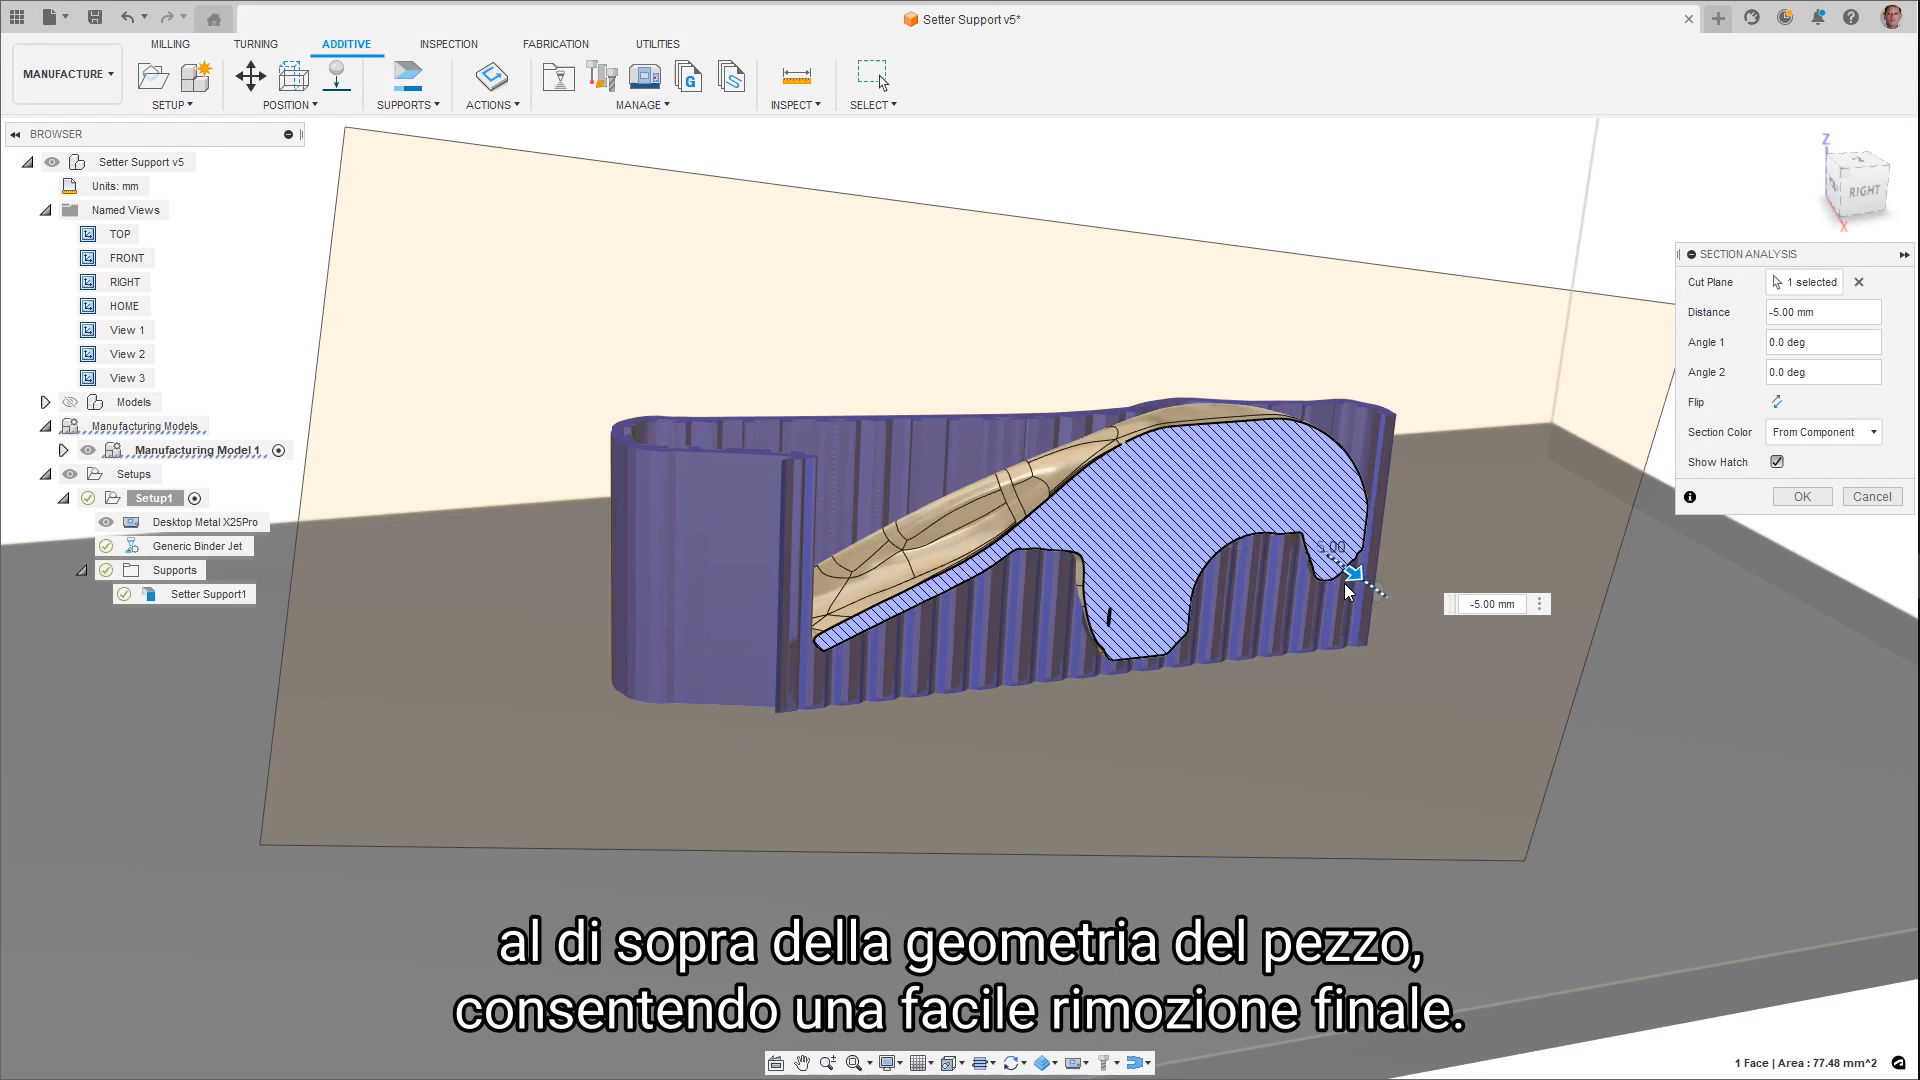 Setter Support v5*
MILLING TURNING ADDITIVE INSPECTION FABRICATION UTILITIES
MANUFACTURE
SETUP POSITION SUPPORTS ACTIONS MANAGE INSPECT SELECT
BROWSER
Setter Support v5
Units: mm
Named Views
TOP
FRONT
RIGHT
HOME
View 1
View 2
View 3
Models
Manufacturing Models
Manufacturing Model 1
Setups
Setup1
Desktop Metal X25Pro
Generic Binder Jet
Supports
Setter Support1
Z
RIGHT
X
SECTION ANALYSIS
Cut Plane 1 selected
Distance -5.00 mm
Angle 1 0.0 deg
Angle 2 0.0 deg
Flip
Section Color From Component
Show Hatch
OK Cancel
5.00
-5.00 mm
al di sopra della geometria del pezzo,
consentendo una facile rimozione finale.
1 Face | Area : 77.48 mm^2